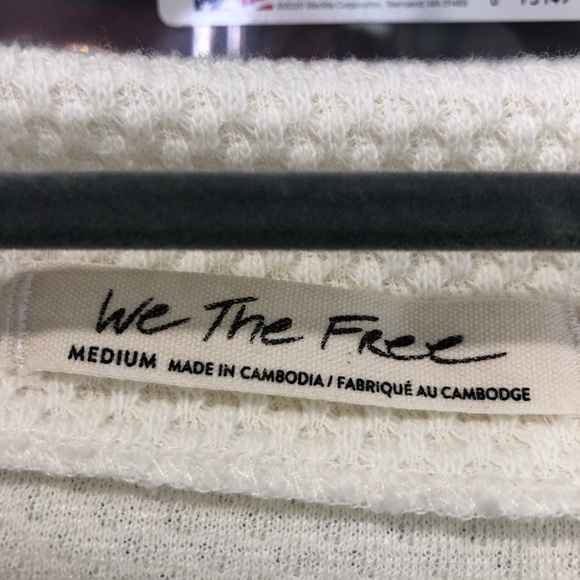 We The Free
MEDIUM MADE IN CAMBODIA / FABRIQUÉ AU CAMBODGE